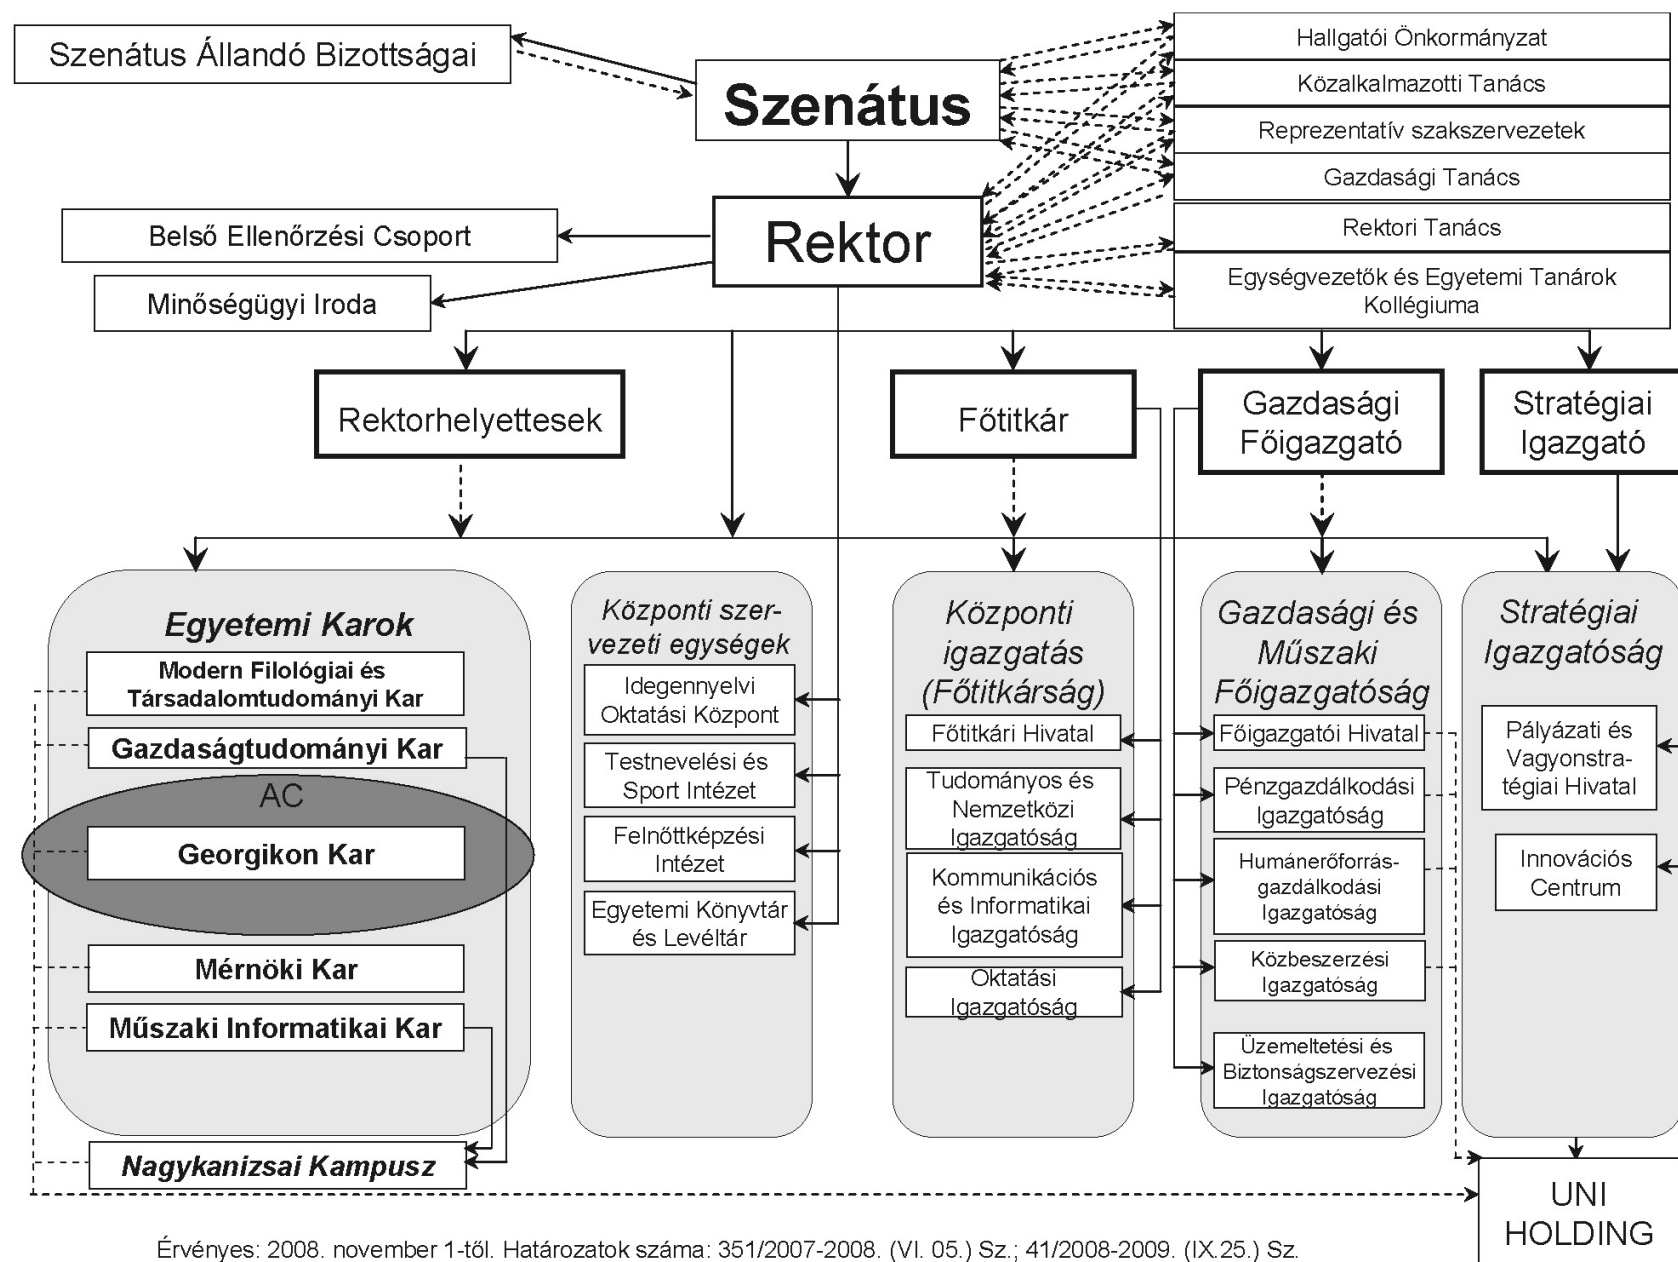 Szenátus Állandó Bizottságai
Szenátus
Hallgatói Önkormányzat
Közalkalmazotti Tanács
Reprezentatív szakszervezetek
Gazdasági Tanács
Rektori Tanács
Egységvezetők és Egyetemi Tanárok
Kollégiuma
Belső Ellenőrzési Csoport
Rektor
Minőségügyi Iroda
Rektorhelyettesek
Főtitkár
Gazdasági
Főigazgató
Stratégiai
Igazgató
Egyetemi Karok
Modern Filológiai és
Társadalomtudományi Kar
Gazdaságtudományi Kar
AC
Georgikon Kar
Mérnöki Kar
Műszaki Informatikai Kar
Nagykanizsai Kampusz
Központi szer-
vezeti egységek
Idegennyelvi
Oktatási Központ
Testnevelési és
Sport Intézet
Felnőttképzési
Intézet
Egyetemi Könyvtár
és Levéltár
Központi
igazgatás
(Főtitkárság)
Főtitkári Hivatal
Tudományos és
Nemzetközi
Igazgatóság
Kommunikációs
és Informatikai
Igazgatóság
Oktatási
Igazgatóság
Gazdasági és
Műszaki
Főigazgatóság
Főigazgatói Hivatal
Pénzgazdálkodási
Igazgatóság
Humánerőforrás-
gazdálkodási
Igazgatóság
Közbeszerzési
Igazgatóság
Üzemeltetési és
Biztonságszervezési
Igazgatóság
Stratégiai
Igazgatóság
Pályázati és
Vagyonstra-
tégiai Hivatal
Innovációs
Centrum
UNI
HOLDING
Érvényes: 2008. november 1-től. Határozatok száma: 351/2007-2008. (VI. 05.) Sz.; 41/2008-2009. (IX.25.) Sz.